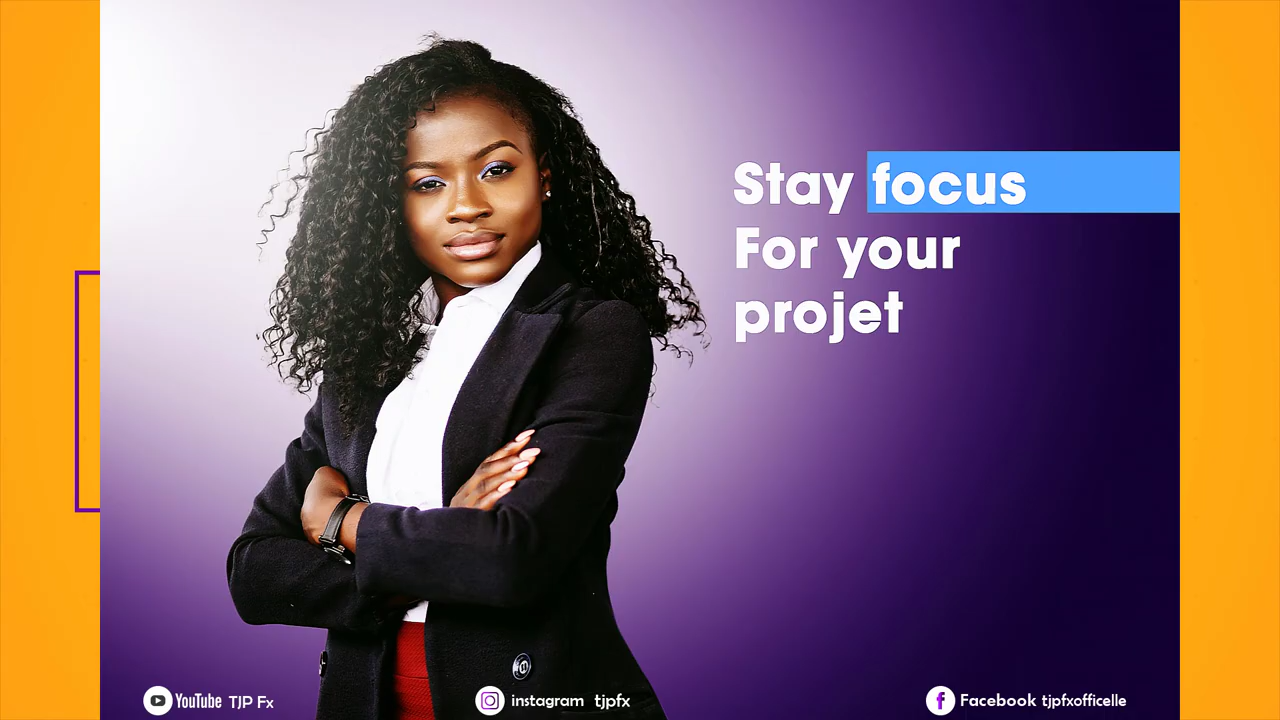 Stay focus
For your
projet
YouTube TJP Fx
instagram tjpfx
Facebook tjpfxofficelle